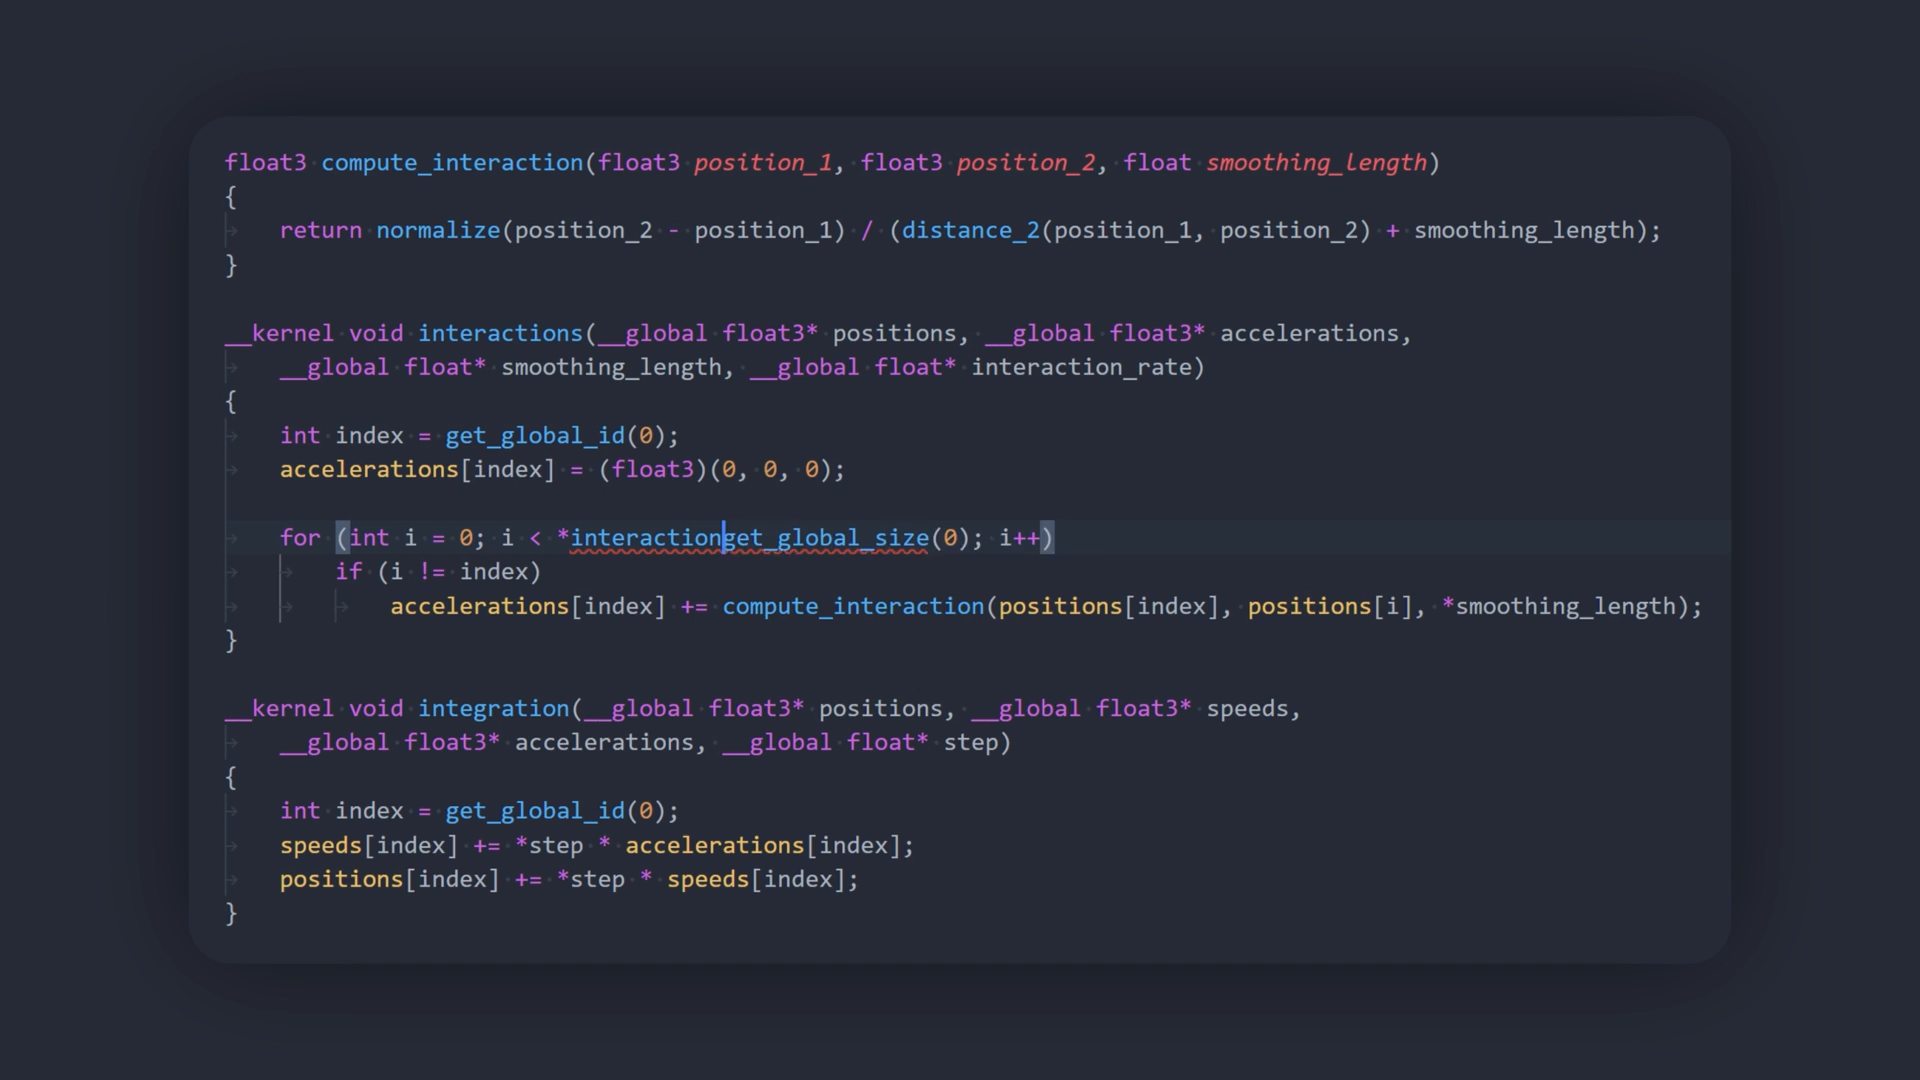 float3 compute_interaction(float3 position_1, float3 position_2, float smoothing_length)
{
    return normalize(position_2 - position_1) / (distance_2(position_1, position_2) + smoothing_length);
}

__kernel void interactions(__global float3* positions, __global float3* accelerations,
    __global float* smoothing_length, __global float* interaction_rate)
{
    int index = get_global_id(0);
    accelerations[index] = (float3)(0, 0, 0);

    for (int i = 0; i < *interactionget_global_size(0); i++)
        if (i != index)
            accelerations[index] += compute_interaction(positions[index], positions[i], *smoothing_length);
}

__kernel void integration(__global float3* positions, __global float3* speeds,
    __global float3* accelerations, __global float* step)
{
    int index = get_global_id(0);
    speeds[index] += *step * accelerations[index];
    positions[index] += *step * speeds[index];
}